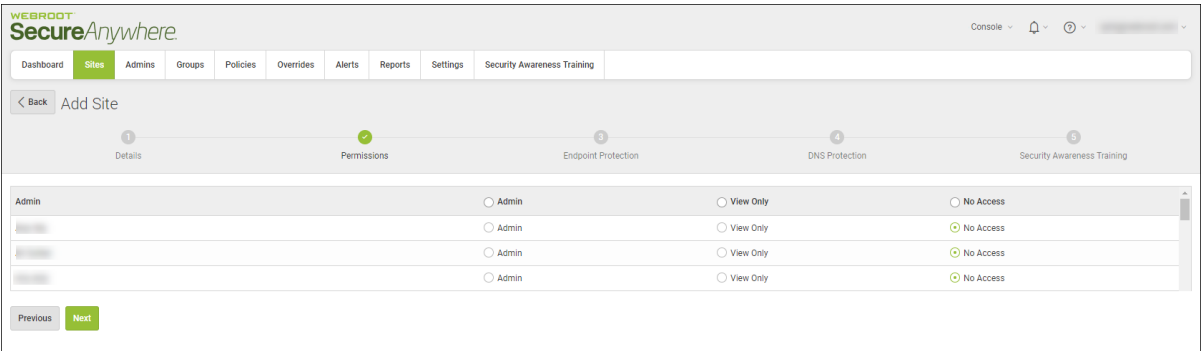 WEBROOT
SecureAnywhere.
Console
Dashboard Sites Admins Groups Policies Overrides Alerts Reports Settings Security Awareness Training
Back Add Site
1 3 4 5
Details Permissions Endpoint Protection DNS Protection Security Awareness Training
Admin Admin View Only No Access
Admin View Only No Access
Admin View Only No Access
Admin View Only No Access
Previous Next